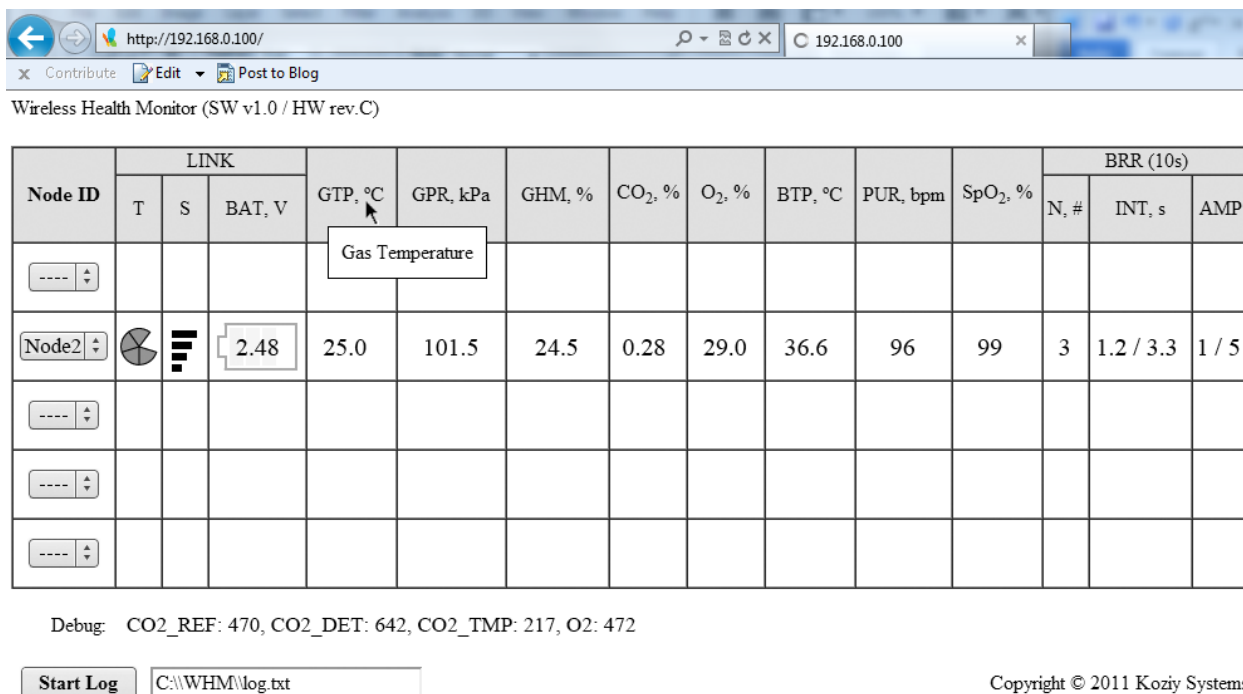 http://192.168.0.100/
192.168.0.100
x Contribute Edit Post to Blog
Wireless Health Monitor (SW v1.0 / HW rev.C)
LINK BRR (10s)
Node ID T S BAT, V GTP, ºC GPR, kPa GHM, % CO₂, % O₂, % BTP, ºC PUR, bpm SpO₂, % N, # INT, s AMP
Gas Temperature
----
Node2 2.48 25.0 101.5 24.5 0.28 29.0 36.6 96 99 3 1.2 / 3.3 1 / 5
----
----
----
Debug: CO2_REF: 470, CO2_DET: 642, CO2_TMP: 217, O2: 472
Start Log C:\\WHM\\log.txt Copyright © 2011 Koziy Systems